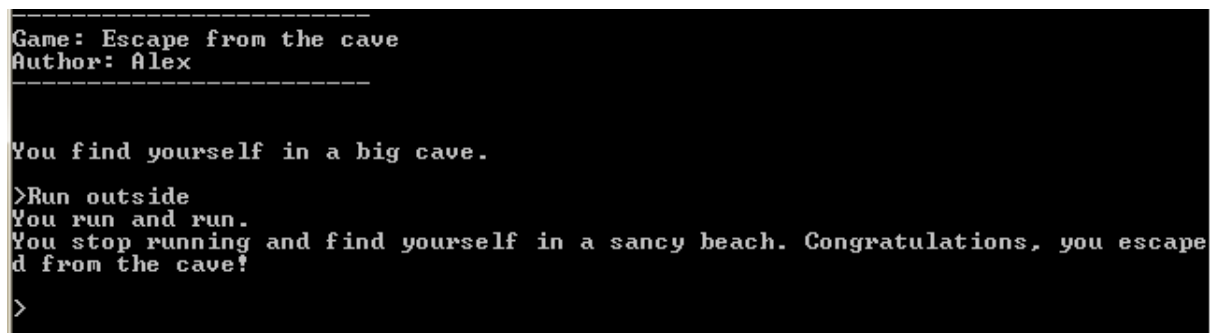 ------------------------
Game: Escape from the cave
Author: Alex
------------------------
You find yourself in a big cave.
>Run outside
You run and run.
You stop running and find yourself in a sancy beach. Congratulations, you escape
d from the cave!
>